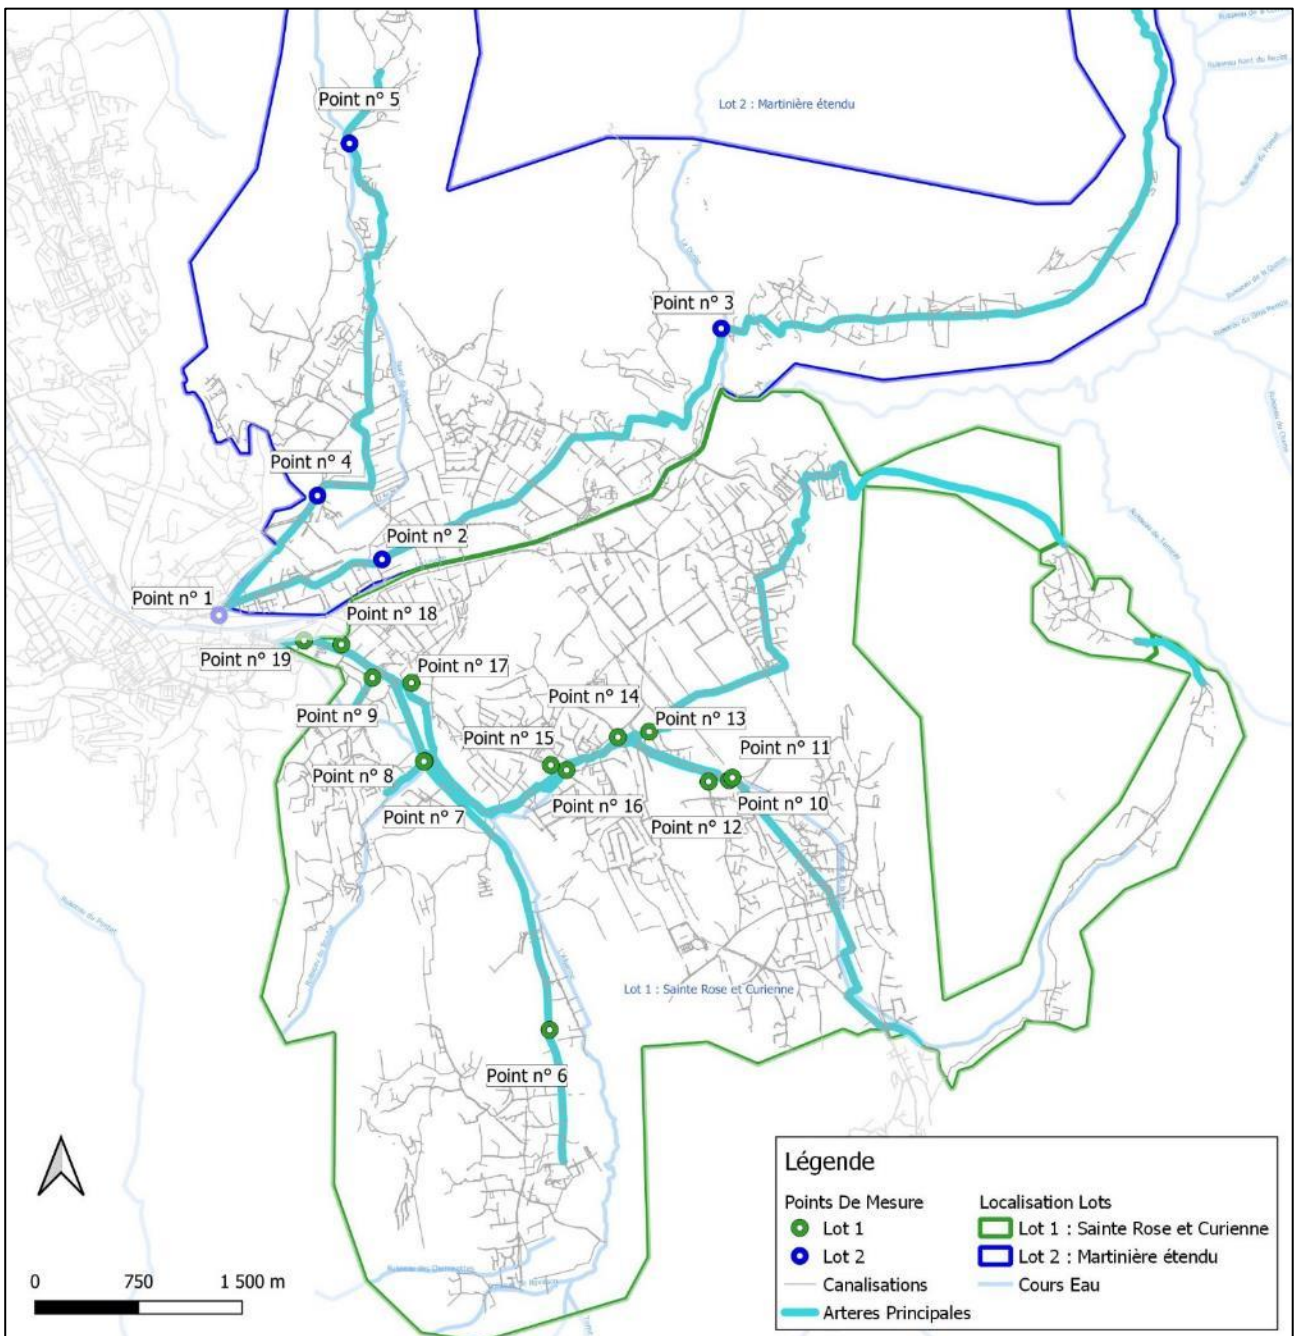 Point n° 5
Lot 2 : Martinière étendu
Point n° 3
Point n° 4
Point n° 2
Point n° 1
Point n° 18
Point n° 19
Point n° 17
Point n° 9
Point n° 14
Point n° 13
Point n° 15
Point n° 11
Point n° 8
Point n° 10
Point n° 16
Point n° 7
Point n° 12
Lot 1 : Sainte Rose et Curienne
Point n° 6
Légende
Points De Mesure
Lot 1
Lot 2
Canalisations
Arteres Principales
Localisation Lots
Lot 1 : Sainte Rose et Curienne
Lot 2 : Martinière étendu
Cours Eau
0 750 1 500 m